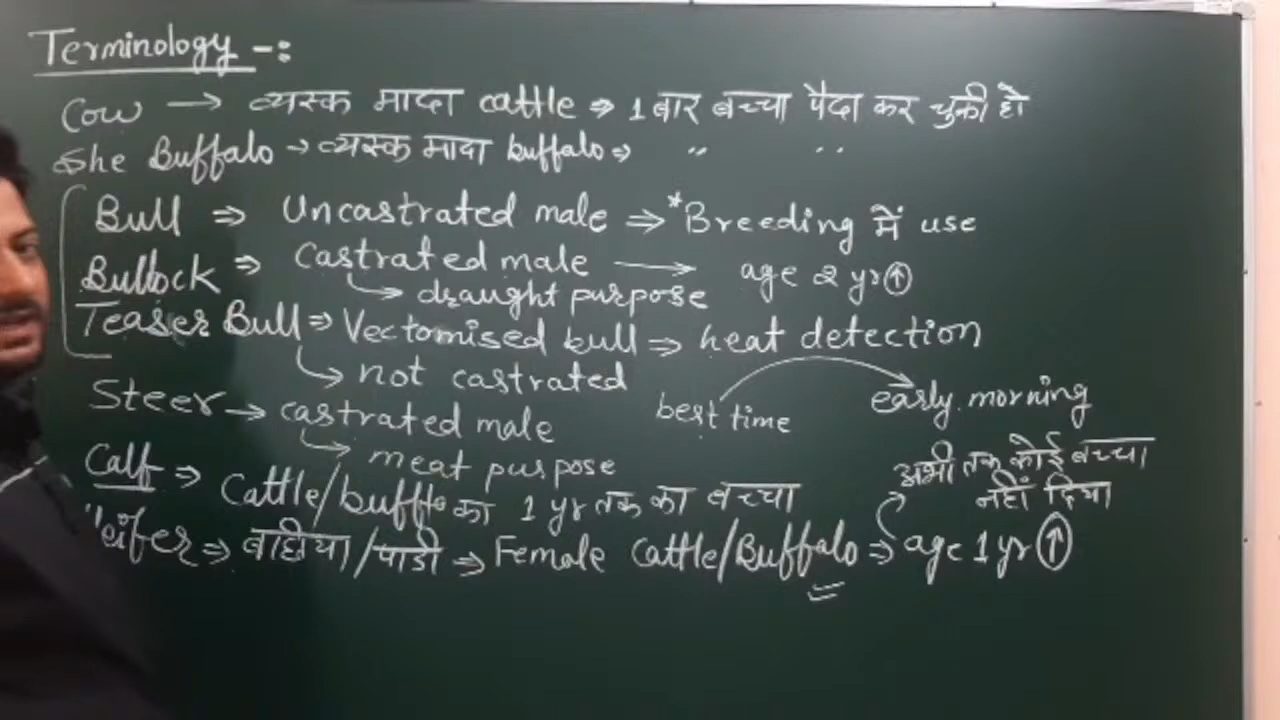 Terminology -:
Cow → व्यस्क मादा cattle ⇒ 1 बार बच्चा पैदा कर चुकी हो
She Buffalo → व्यस्क मादा buffalo ⇒ " "
Bull ⇒ Uncastrated male ⇒ *Breeding में use
Bullock ⇒ Castrated male → age 2 yr ↑
↳ draught purpose
Teaser Bull ⇒ Vectomised bull ⇒ heat detection
↳ not castrated
best time early morning
Steer → castrated male
↳ meat purpose
Calf ⇒ Cattle/bufflo का 1 yr तक का बच्चा
अभी तक कोई बच्चा
नहीं दिया
Heifer ⇒ बाछीया/पाडी ⇒ Female Cattle/Buffalo ⇒ age 1 yr ↑